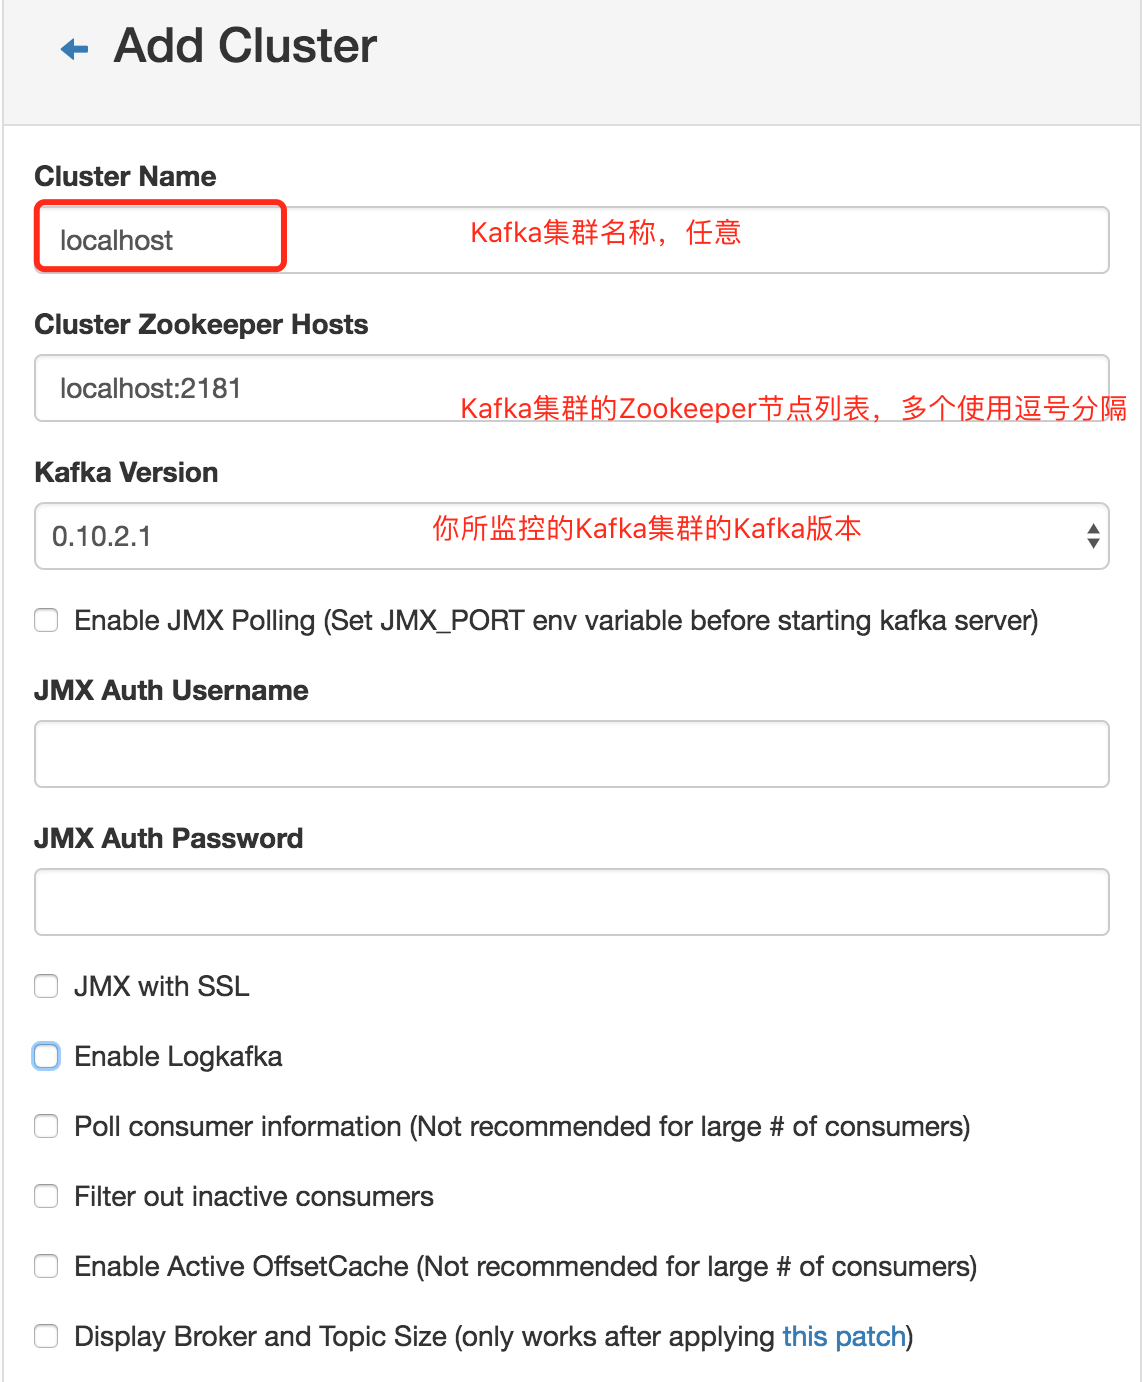 Add Cluster
Cluster Name
localhost
Kafka集群名称，任意
Cluster Zookeeper Hosts
localhost:2181
Kafka集群的Zookeeper节点列表，多个使用逗号分隔
Kafka Version
0.10.2.1
你所监控的Kafka集群的Kafka版本
Enable JMX Polling (Set JMX_PORT env variable before starting kafka server)
JMX Auth Username
JMX Auth Password
JMX with SSL
Enable Logkafka
Poll consumer information (Not recommended for large # of consumers)
Filter out inactive consumers
Enable Active OffsetCache (Not recommended for large # of consumers)
Display Broker and Topic Size (only works after applying this patch)